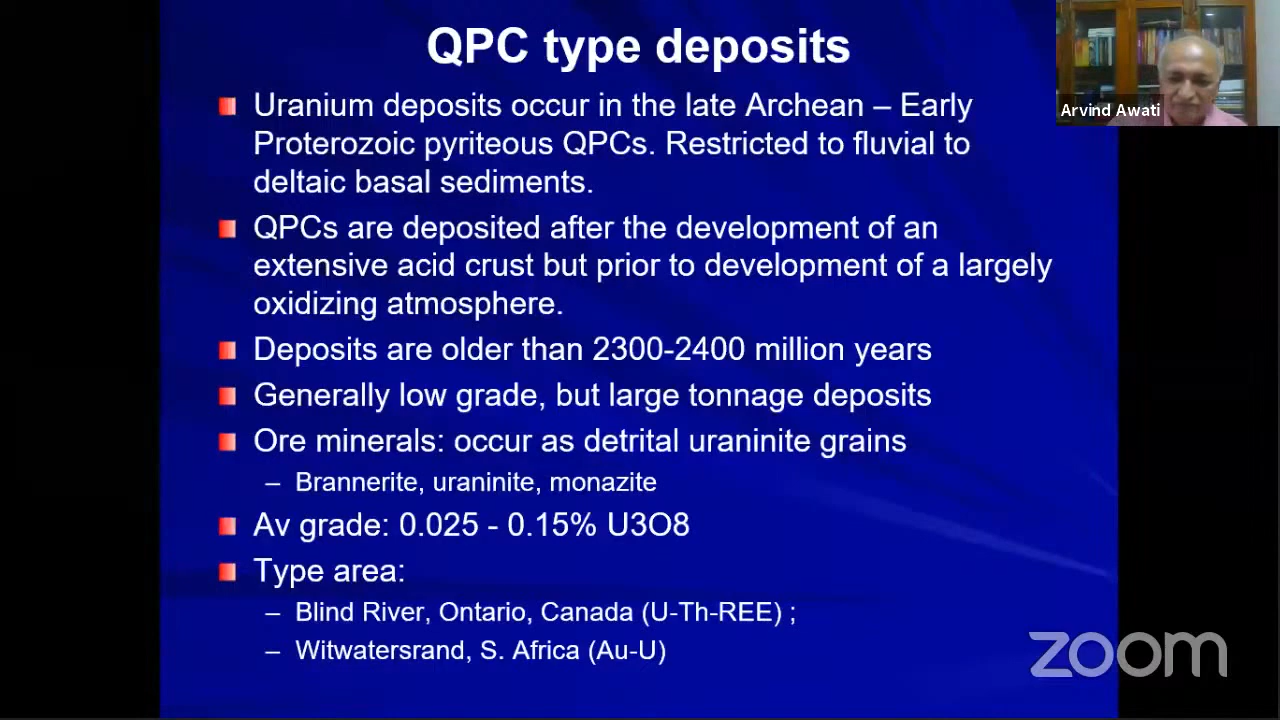 QPC type deposits
Uranium deposits occur in the late Archean – Early
Proterozoic pyriteous QPCs. Restricted to fluvial to
deltaic basal sediments.
QPCs are deposited after the development of an
extensive acid crust but prior to development of a largely
oxidizing atmosphere.
Deposits are older than 2300-2400 million years
Generally low grade, but large tonnage deposits
Ore minerals: occur as detrital uraninite grains
– Brannerite, uraninite, monazite
Av grade: 0.025 - 0.15% U3O8
Type area:
– Blind River, Ontario, Canada (U-Th-REE) ;
– Witwatersrand, S. Africa (Au-U)
Arvind Awati
zoom